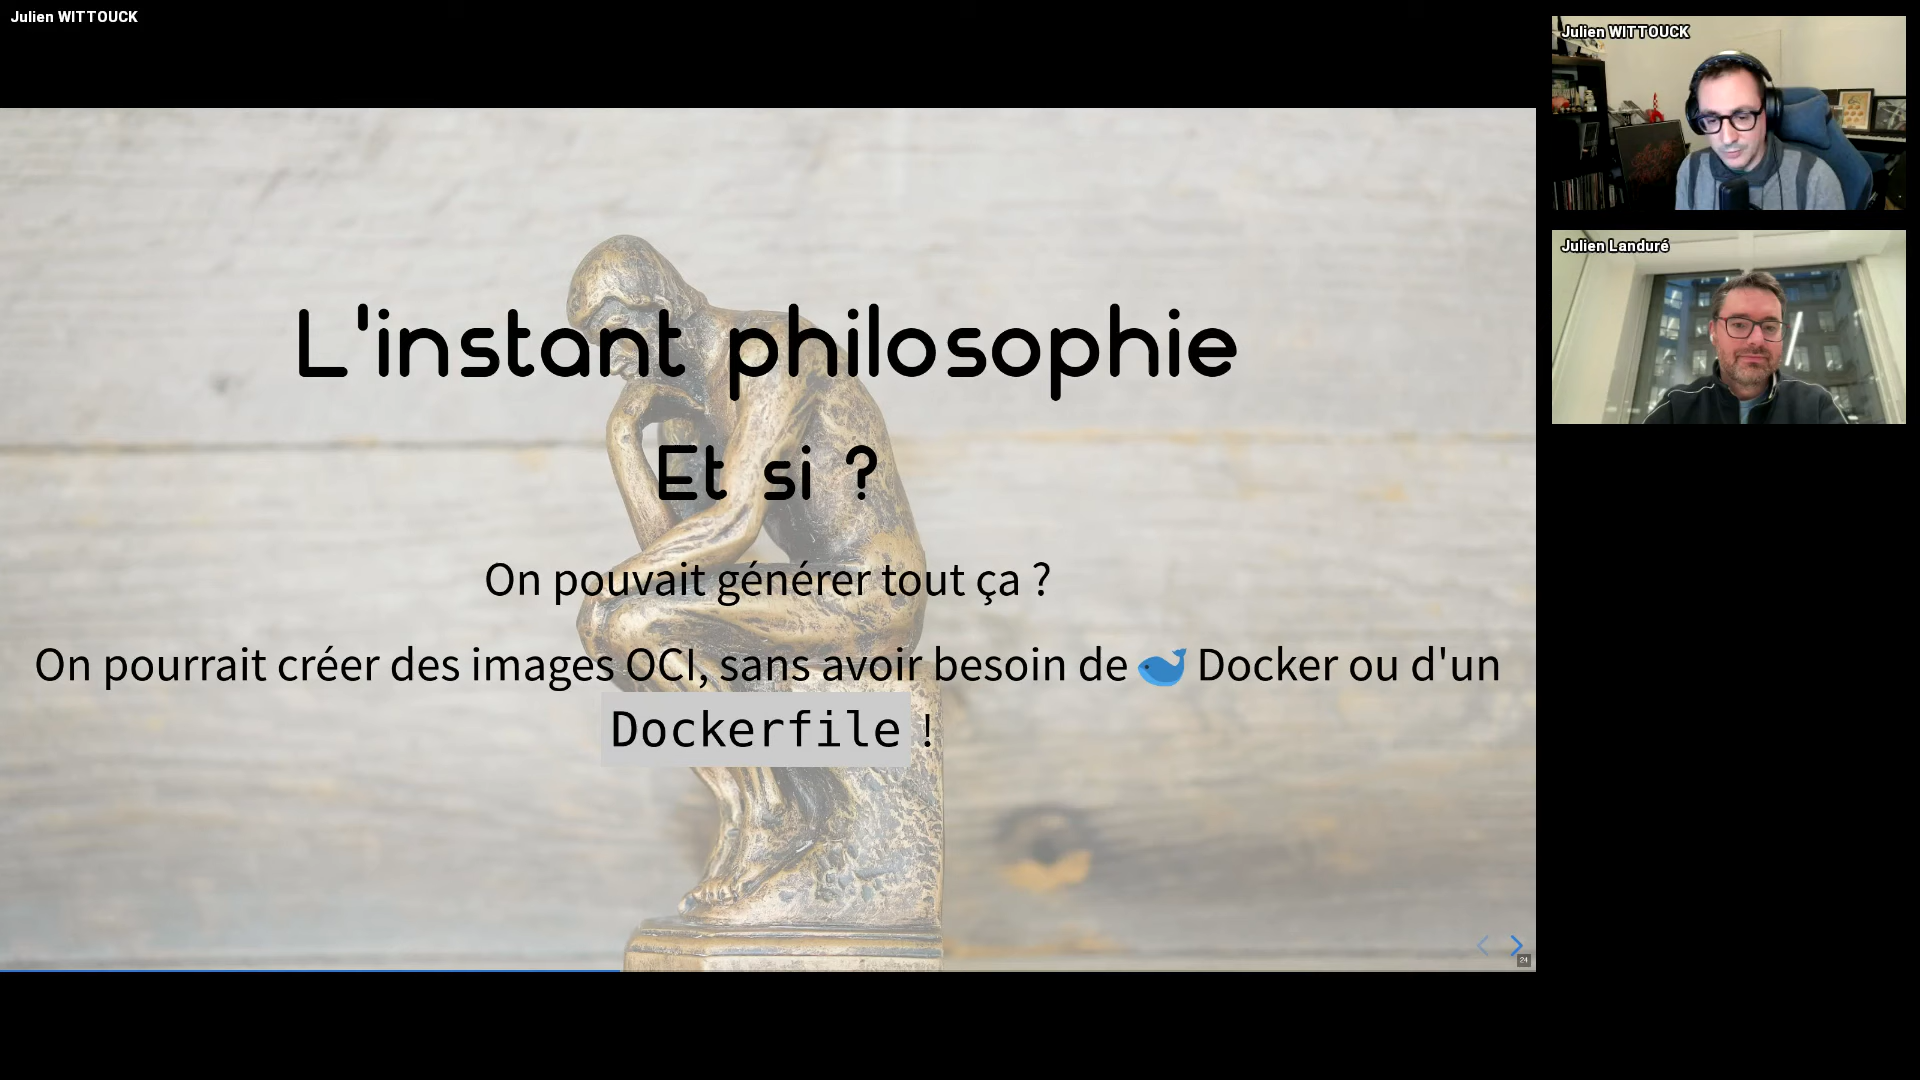 Julien WITTOUCK
L'instant philosophie
Et si ?
On pouvait générer tout ça ?
On pourrait créer des images OCI, sans avoir besoin de 🐳 Docker ou d'un
Dockerfile !
24
Julien WITTOUCK
Julien Landuré